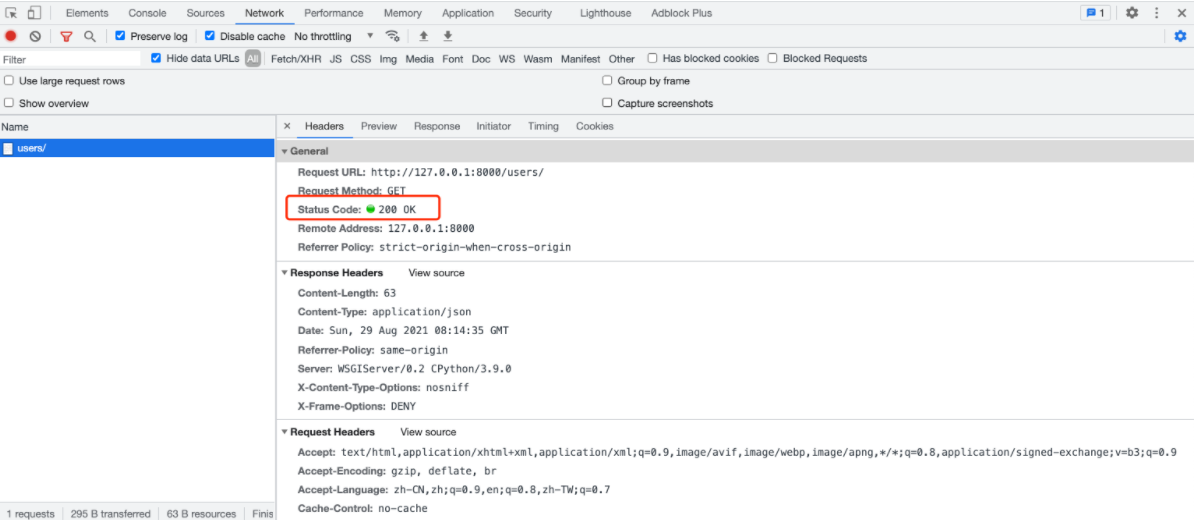 Elements Console Sources Network Performance Memory Application Security Lighthouse Adblock Plus 1
Preserve log Disable cache No throttling
Filter Hide data URLs All Fetch/XHR JS CSS Img Media Font Doc WS Wasm Manifest Other Has blocked cookies Blocked Requests
Use large request rows Group by frame
Show overview Capture screenshots
Name
users/
Headers Preview Response Initiator Timing Cookies
General
Request URL: http://127.0.0.1:8000/users/
Request Method: GET
Status Code: 200 OK
Remote Address: 127.0.0.1:8000
Referrer Policy: strict-origin-when-cross-origin
Response Headers View source
Content-Length: 63
Content-Type: application/json
Date: Sun, 29 Aug 2021 08:14:35 GMT
Referrer-Policy: same-origin
Server: WSGIServer/0.2 CPython/3.9.0
X-Content-Type-Options: nosniff
X-Frame-Options: DENY
Request Headers View source
Accept: text/html,application/xhtml+xml,application/xml;q=0.9,image/avif,image/webp,image/apng,*/*;q=0.8,application/signed-exchange;v=b3;q=0.9
Accept-Encoding: gzip, deflate, br
Accept-Language: zh-CN,zh;q=0.9,en;q=0.8,zh-TW;q=0.7
Cache-Control: no-cache
1 requests 295 B transferred 63 B resources Finis